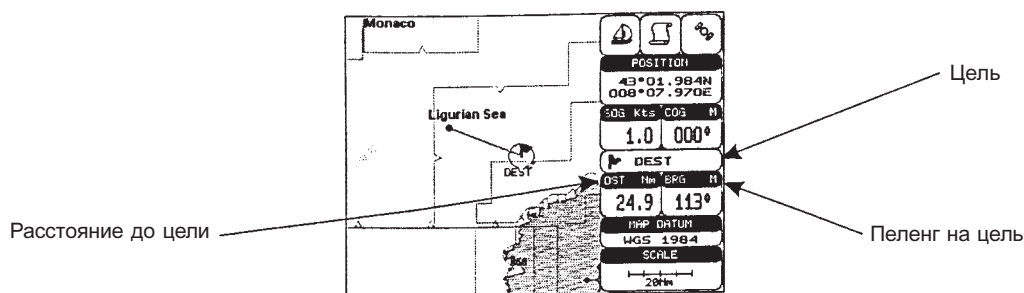 Monaco
Ligurian Sea
DEST
POSITION
43°01.984N
008°07.970E
SOG Kts COG M
1.0 000°
DEST
DST Nm BRG M
24.9 113°
MAP DATUM
WGS 1984
SCALE
20Nm
Цель
Расстояние до цели
Пеленг на цель